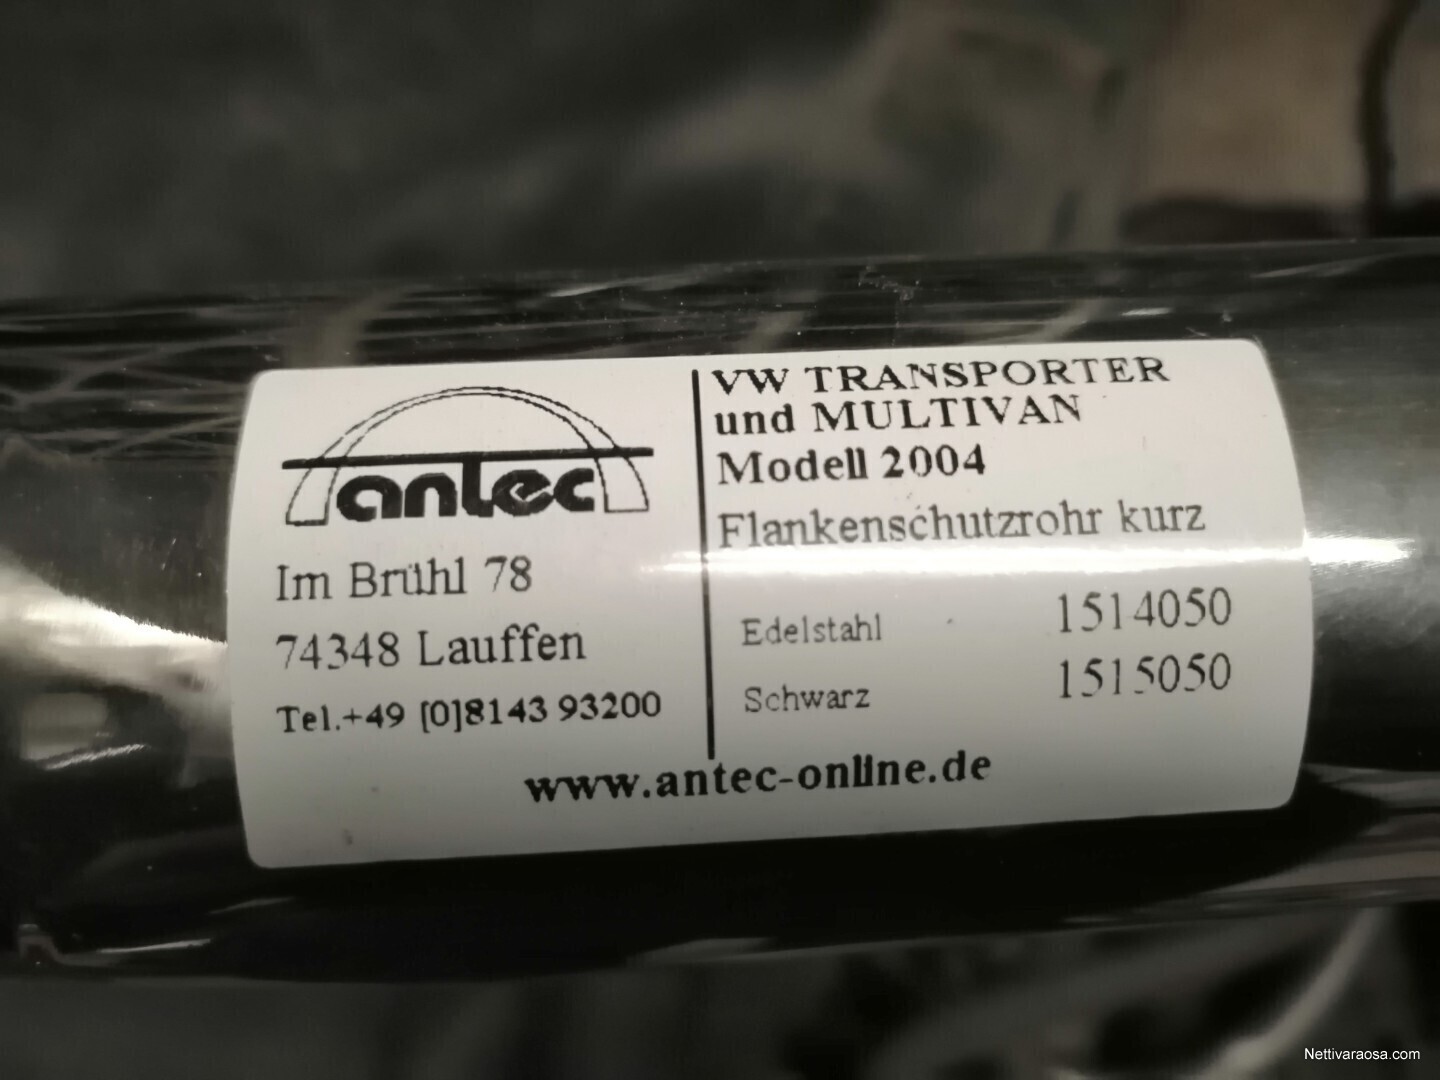 antec
Im Brühl 78
74348 Lauffen
Tel.+49 [0]8143 93200
VW TRANSPORTER
und MULTIVAN
Modell 2004
Flankenschutzrohr kurz
Edelstahl 1514050
Schwarz 1515050
www.antec-online.de
Nettivaraosa.com